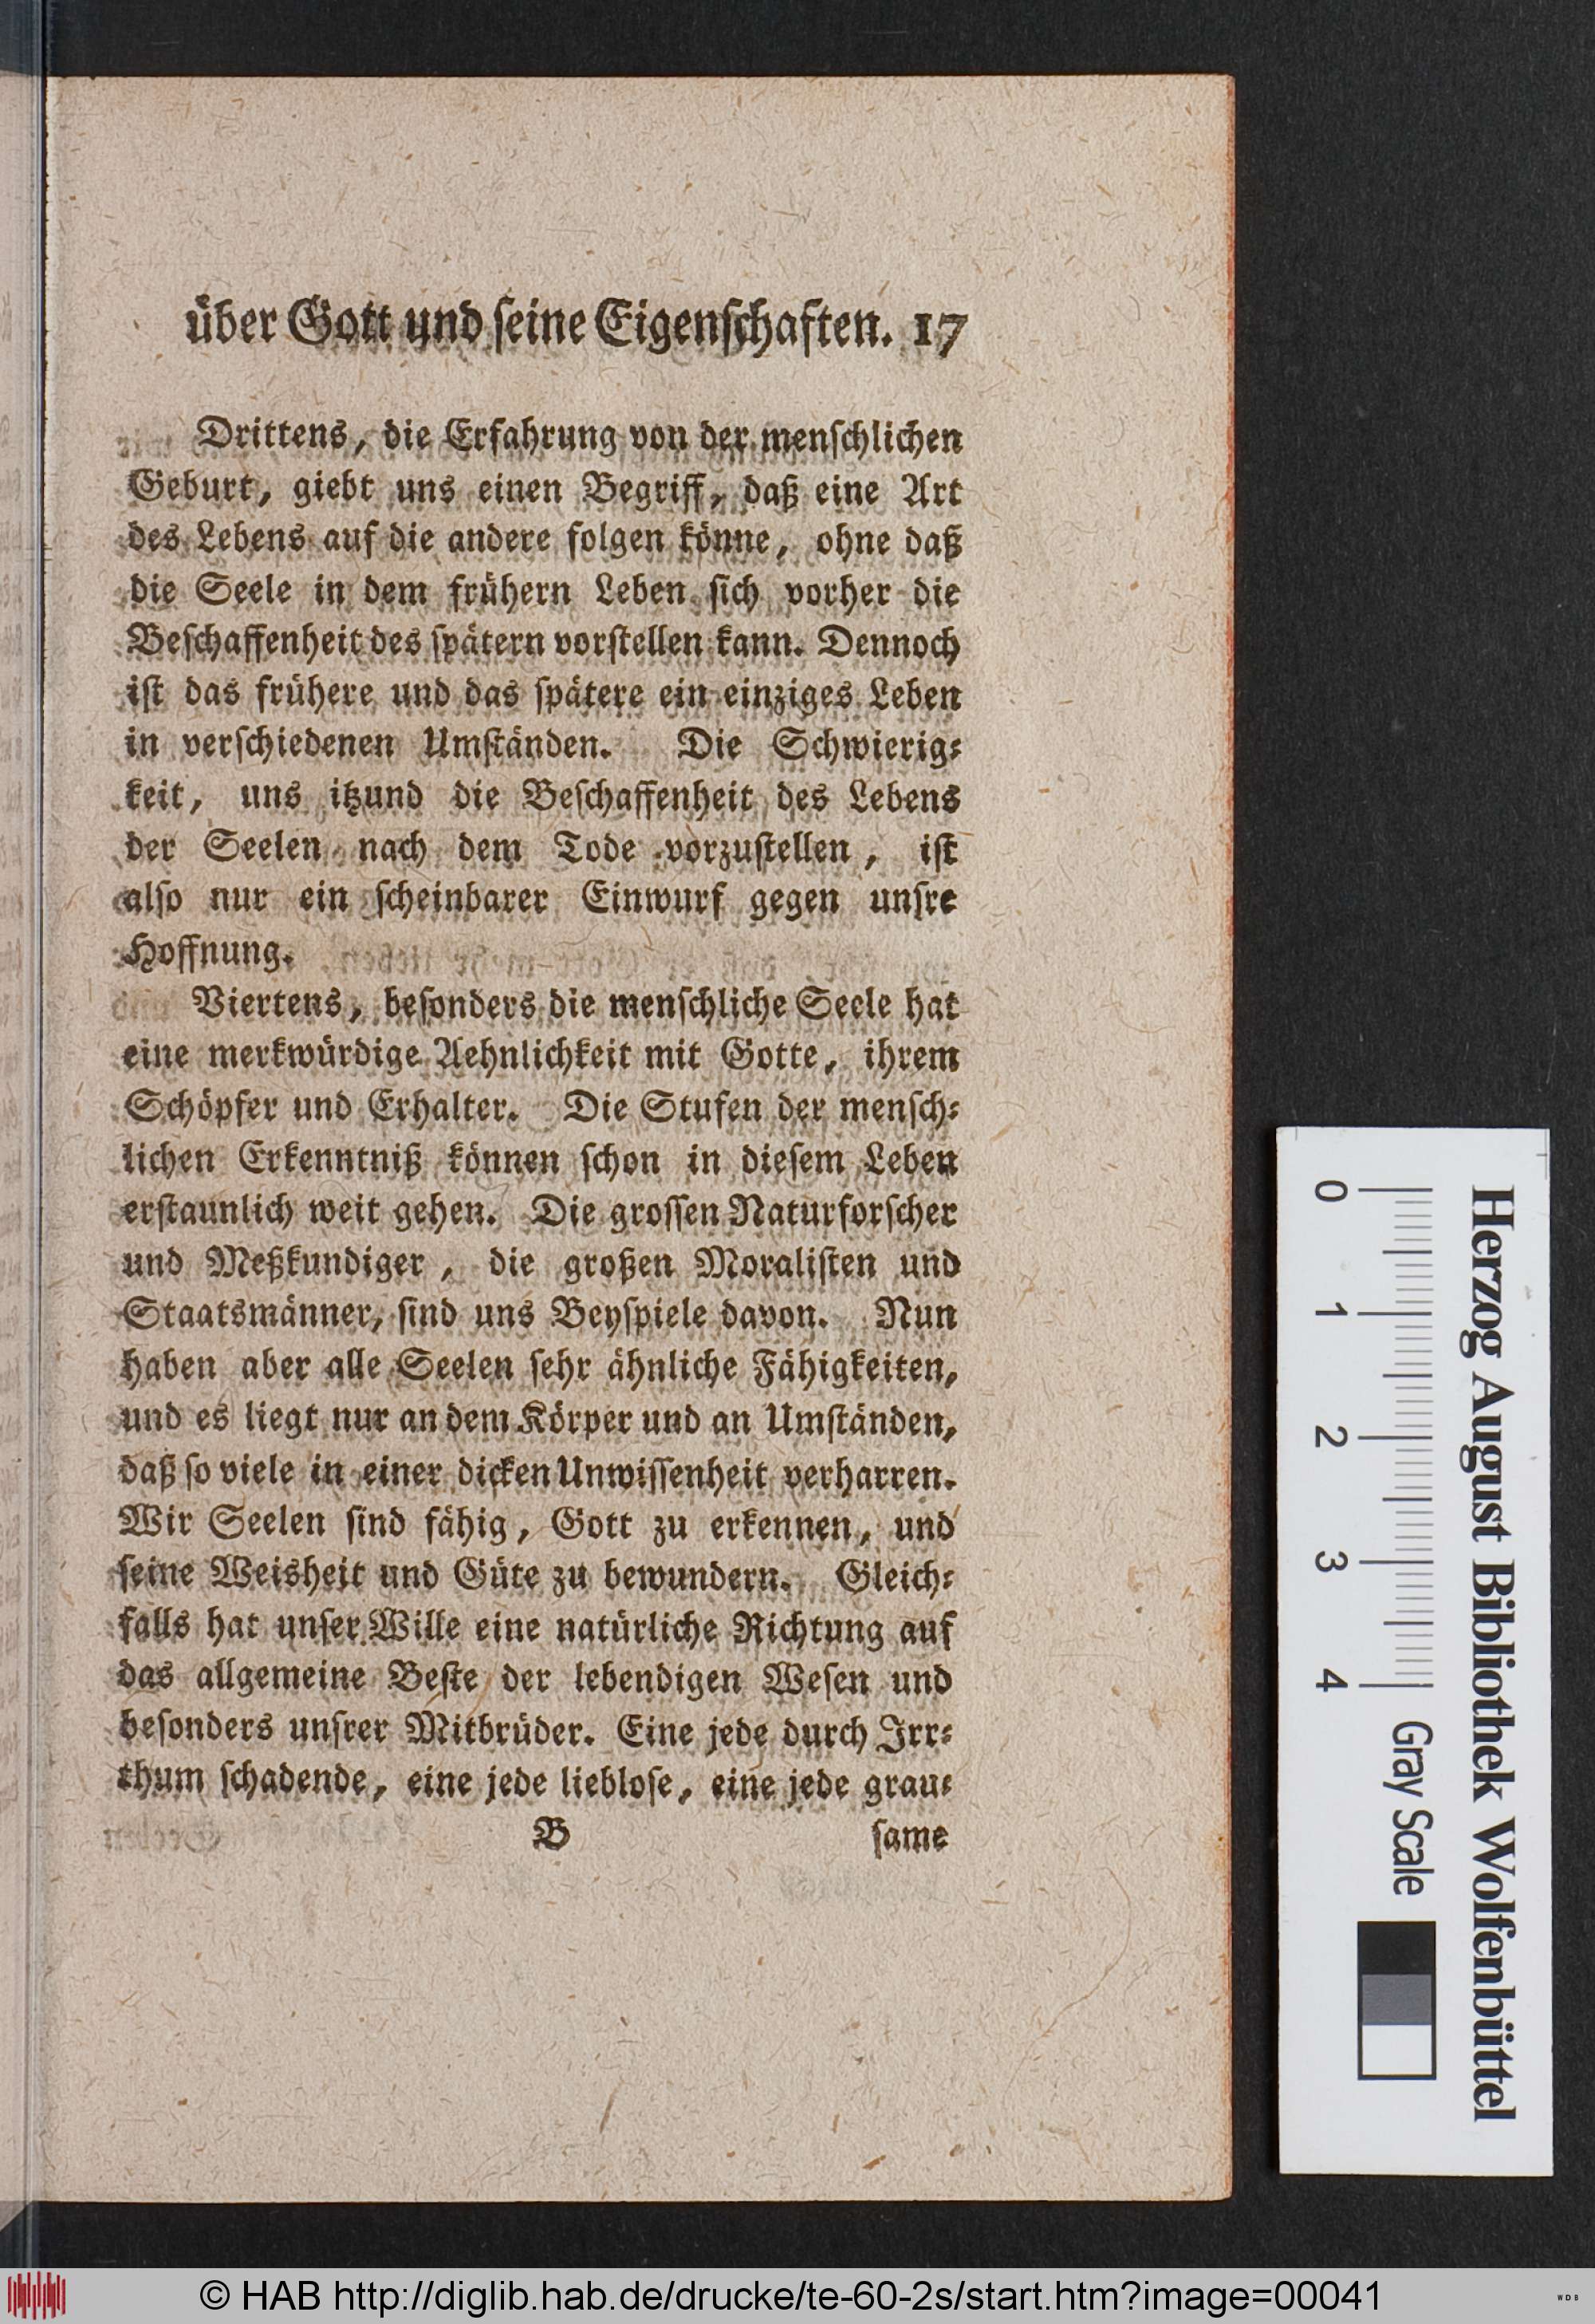 über Gott und ſeine Eigenſchaften. 17
Drittens, die Erfahrung von der menſchlichen
Geburt, giebt uns einen Begriff, daß eine Art
des Lebens auf die andere folgen könne, ohne daß
die Seele in dem frühern Leben ſich vorher die
Beſchaffenheit des ſpätern vorſtellen kann. Dennoch
iſt das frühere und das ſpätere ein einziges Leben
in verſchiedenen Umſtänden. Die Schwierig⸗
keit, uns itzund die Beſchaffenheit des Lebens
der Seelen nach dem Tode vorzuſtellen, iſt
alſo nur ein ſcheinbarer Einwurf gegen unſre
Hoffnung.
Viertens, beſonders die menſchliche Seele hat
eine merkwürdige Aehnlichkeit mit Gotte, ihrem
Schöpfer und Erhalter. Die Stufen der menſch⸗
lichen Erkenntniß können ſchon in dieſem Leben
erſtaunlich weit gehen. Die groſſen Naturforſcher
und Meßkundiger, die großen Moraliſten und
Staatsmänner, ſind uns Beyſpiele davon. Nun
haben aber alle Seelen ſehr ähnliche Fähigkeiten,
und es liegt nur an dem Körper und an Umſtänden,
daß ſo viele in einer dicken Unwiſſenheit verharren.
Wir Seelen ſind fähig, Gott zu erkennen, und
ſeine Weisheit und Güte zu bewundern. Gleich⸗
falls hat unſer Wille eine natürliche Richtung auf
das allgemeine Beſte der lebendigen Weſen und
beſonders unſrer Mitbrüder. Eine jede durch Irr⸗
thum ſchadende, eine jede liebloſe, eine jede grau⸗
B ſame
Herzog August Bibliothek Wolfenbüttel
0 1 2 3 4 Gray Scale
© HAB http://diglib.hab.de/drucke/te-60-2s/start.htm?image=00041
WDB